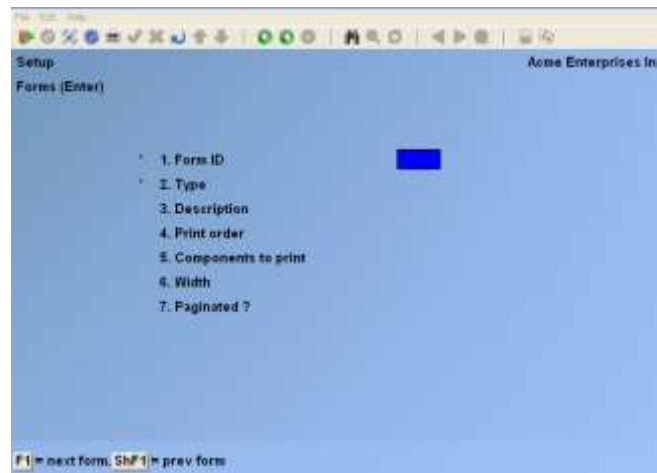 File Edit Help
Setup
Acme Enterprises In
Forms (Enter)
* 1. Form ID
* 2. Type
3. Description
4. Print order
5. Components to print
6. Width
7. Paginated ?
F1 = next form, ShF1 = prev form